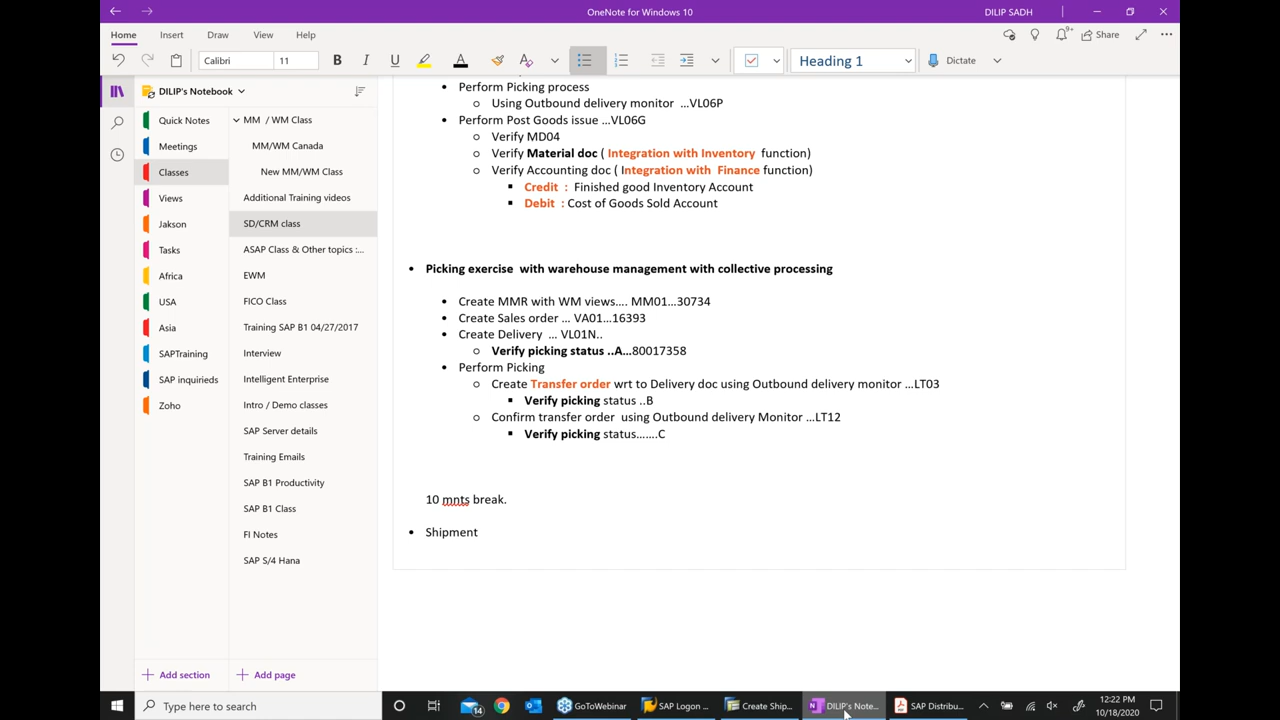 OneNote for Windows 10
DILIP SADH
Home
Insert
Draw
View
Help
Share
Calibri
11
B
I
U
A
Heading 1
Dictate
DILIP's Notebook
Quick Notes
Meetings
Classes
Views
Jakson
Tasks
Africa
USA
Asia
SAPTraining
SAP inquirieds
Zoho
Add section
MM / WM Class
MM/WM Canada
New MM/WM Class
Additional Training videos
SD/CRM class
ASAP Class & Other topics :...
EWM
FICO Class
Training SAP B1 04/27/2017
Interview
Intelligent Enterprise
Intro / Demo classes
SAP Server details
Training Emails
SAP B1 Productivity
SAP B1 Class
FI Notes
SAP S/4 Hana
Add page
• Perform Picking process
○ Using Outbound delivery monitor ...VL06P
• Perform Post Goods issue ...VL06G
○ Verify MD04
○ Verify Material doc ( Integration with Inventory function)
○ Verify Accounting doc ( Integration with Finance function)
▪ Credit : Finished good Inventory Account
▪ Debit : Cost of Goods Sold Account
• Picking exercise with warehouse management with collective processing
• Create MMR with WM views.... MM01...30734
• Create Sales order ... VA01...16393
• Create Delivery ... VL01N..
○ Verify picking status ..A...80017358
• Perform Picking
○ Create Transfer order wrt to Delivery doc using Outbound delivery monitor ...LT03
▪ Verify picking status ..B
○ Confirm transfer order using Outbound delivery Monitor ...LT12
▪ Verify picking status.......C
10 mnts break.
• Shipment
Type here to search
14
GoToWebinar
SAP Logon ...
Create Ship...
DILIP's Note...
SAP Distribu...
12:22 PM
10/18/2020